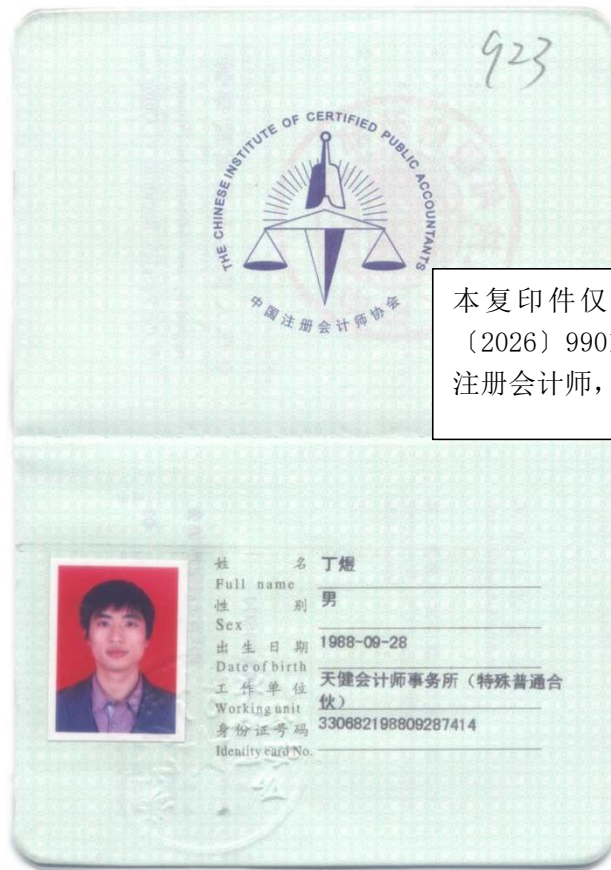 923
THE CHINESE INSTITUTE OF CERTIFIED PUBLIC ACCOUNTANTS
中国注册会计师协会
本复印件仅
〔2026〕990
注册会计师，
姓 名 丁煜
Full name
性 别 男
Sex
出生日期 1988-09-28
Date of birth
工作单位 天健会计师事务所（特殊普通合
Working unit 伙）
身份证号码 330682198809287414
Identity card No.